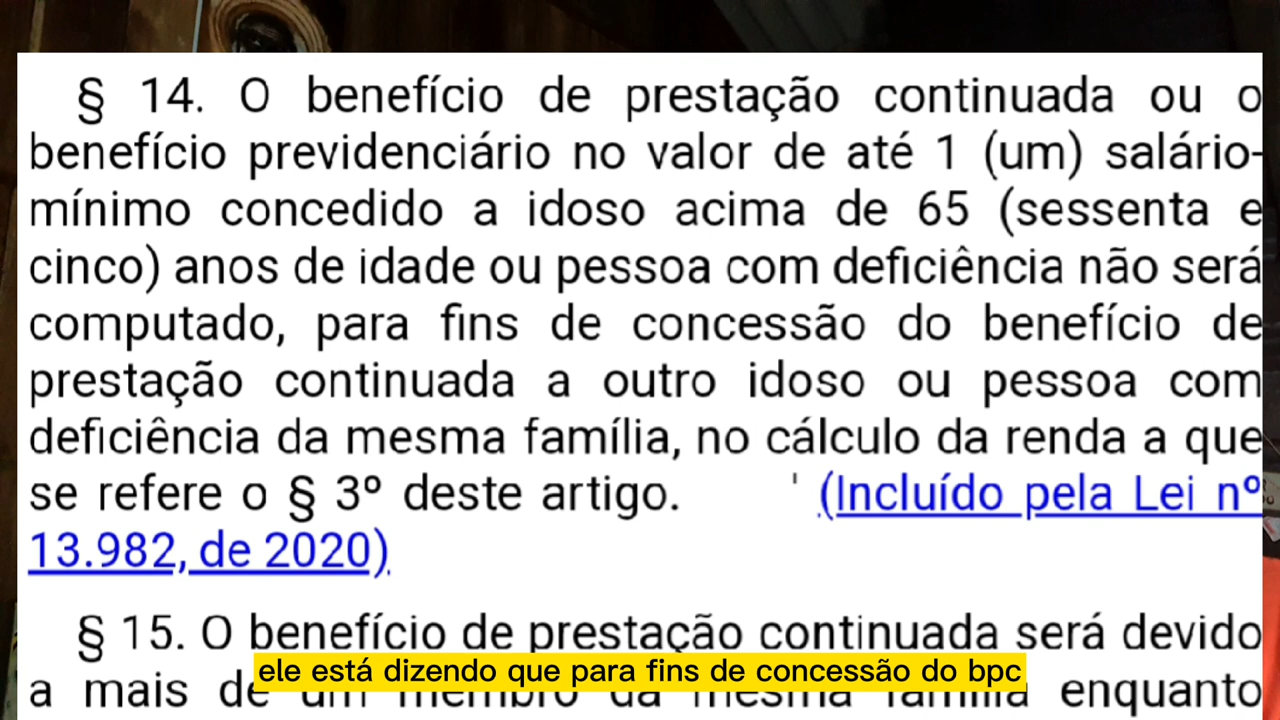 § 14. O benefício de prestação continuada ou o
benefício previdenciário no valor de até 1 (um) salário-
mínimo concedido a idoso acima de 65 (sessenta e
cinco) anos de idade ou pessoa com deficiência não será
computado, para fins de concessão do benefício de
prestação continuada a outro idoso ou pessoa com
deficiência da mesma família, no cálculo da renda a que
se refere o § 3º deste artigo. ' (Incluído pela Lei nº
13.982, de 2020)
§ 15. O benefício de prestação continuada será devido
ele está dizendo que para fins de concessão do bpc
a mais de um membro da mesma família enquanto